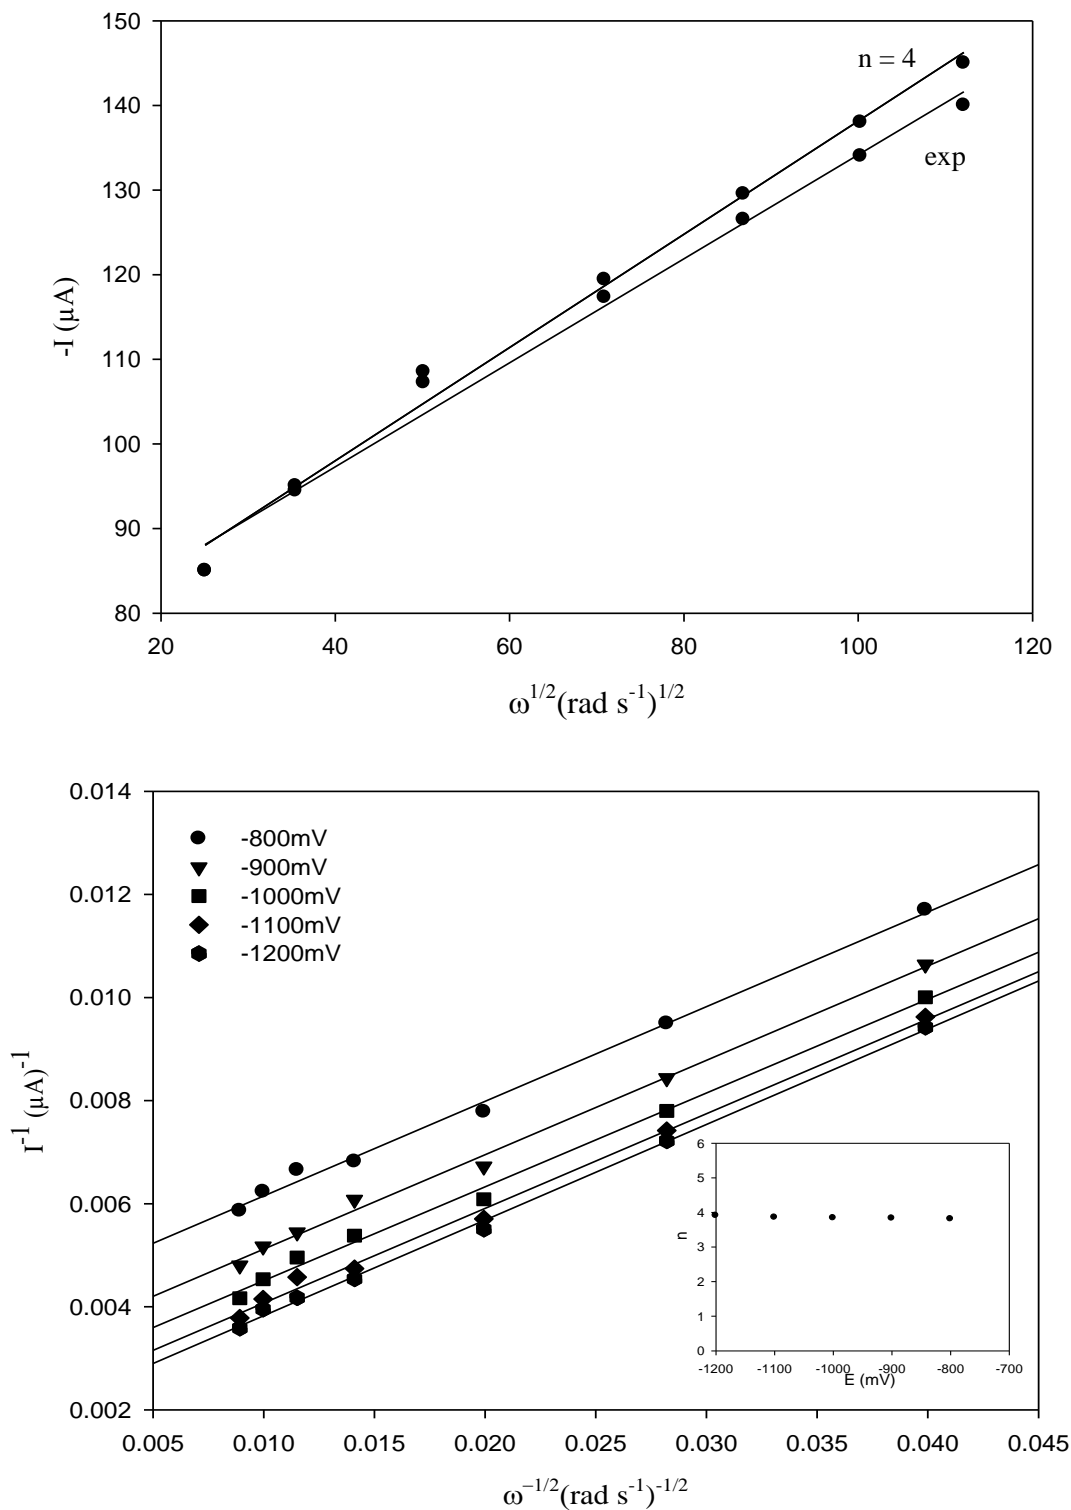 150
n = 4
140
exp
130
120
-I (µA)
110
100
90
80
20 40 60 80 100 120
ω^1/2(rad s^-1)^1/2
0.014
-800mV
-900mV
0.012
-1000mV
-1100mV
-1200mV
0.010
I^-1 (µA)^-1
0.008
6
5
0.006
4
n
3
2
0.004
1
0
-1200 -1100 -1000 -900 -800 -700
E (mV)
0.002
0.005 0.010 0.015 0.020 0.025 0.030 0.035 0.040 0.045
ω^−1/2(rad s^-1)^-1/2